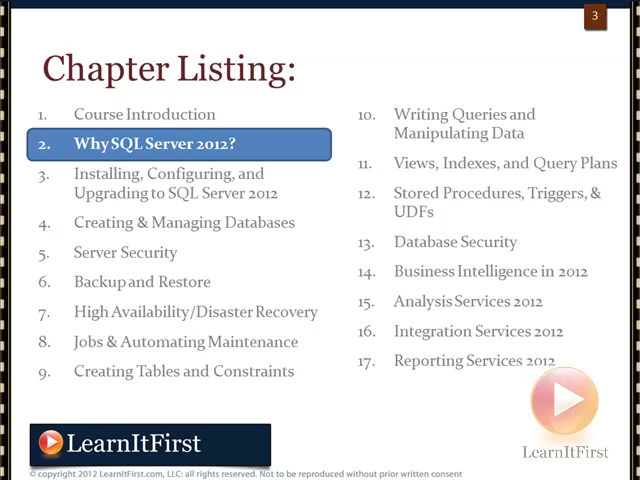 3
Chapter Listing:
1. Course Introduction
2. Why SQL Server 2012?
3. Installing, Configuring, and
Upgrading to SQL Server 2012
4. Creating & Managing Databases
5. Server Security
6. Backup and Restore
7. High Availability/Disaster Recovery
8. Jobs & Automating Maintenance
9. Creating Tables and Constraints
10. Writing Queries and
Manipulating Data
11. Views, Indexes, and Query Plans
12. Stored Procedures, Triggers, &
UDFs
13. Database Security
14. Business Intelligence in 2012
15. Analysis Services 2012
16. Integration Services 2012
17. Reporting Services 2012
LearnItFirst
LearnItFirst
© copyright 2012 LearnItFirst.com, LLC: all rights reserved. Not to be reproduced without prior written consent